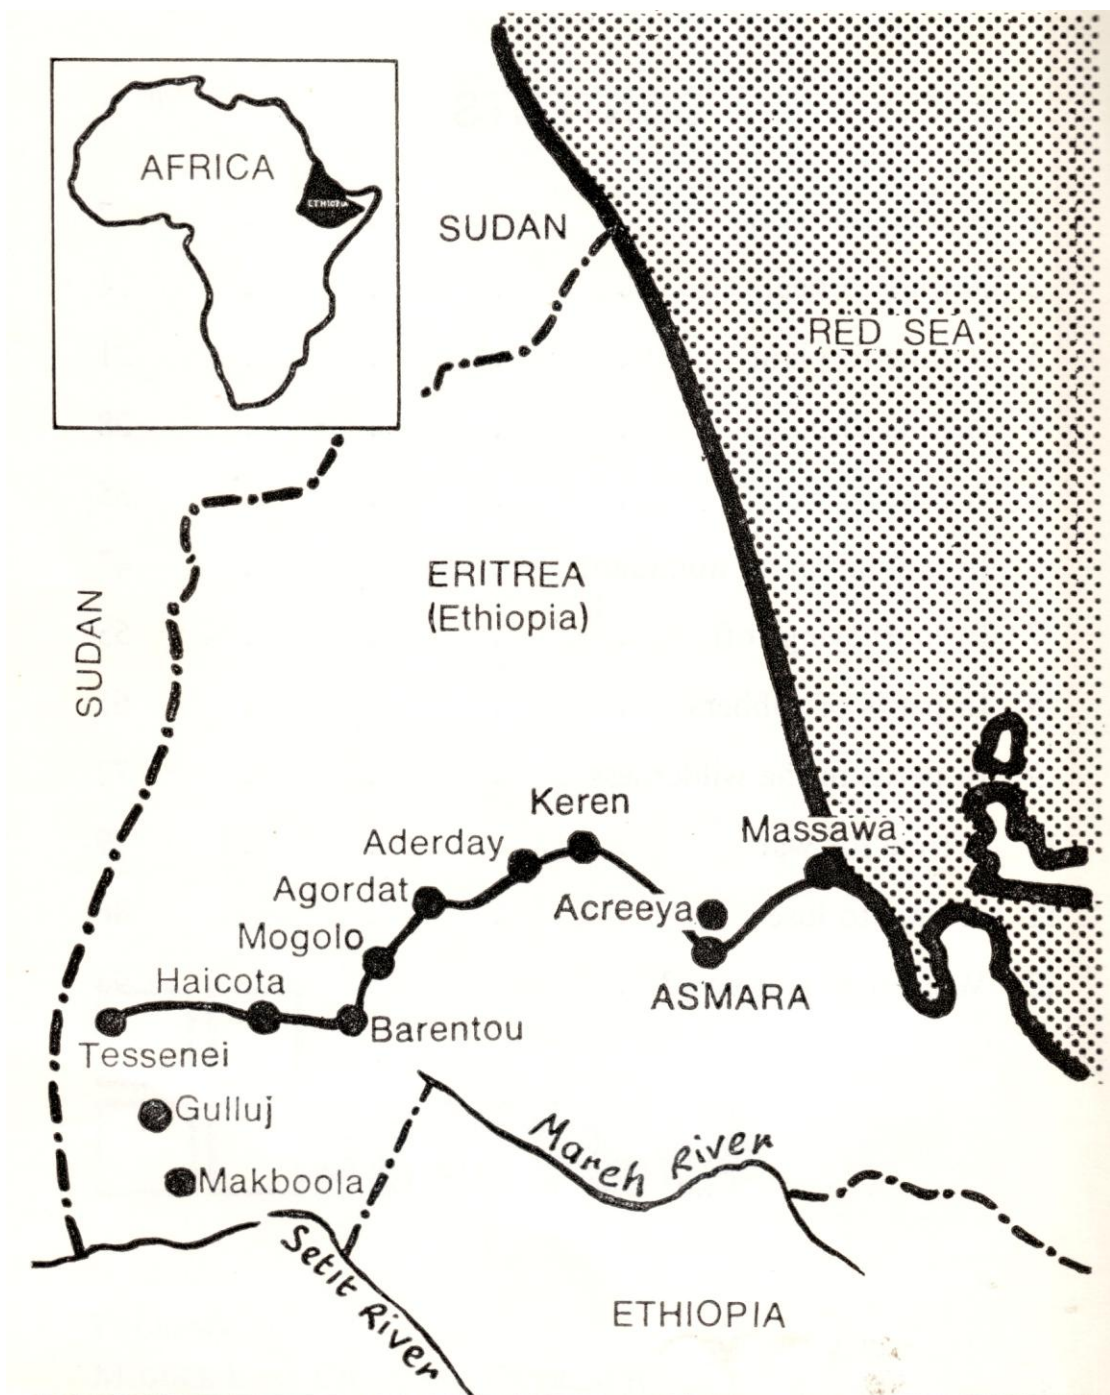 AFRICA
ETHIOPIA
SUDAN
RED SEA
ERITREA
(Ethiopia)
SUDAN
Keren
Massawa
Aderday
Agordat
Acreeya
Mogolo
Haicota
ASMARA
Barentou
Tessenei
Gulluj
Mareh River
Makboola
Setit River
ETHIOPIA